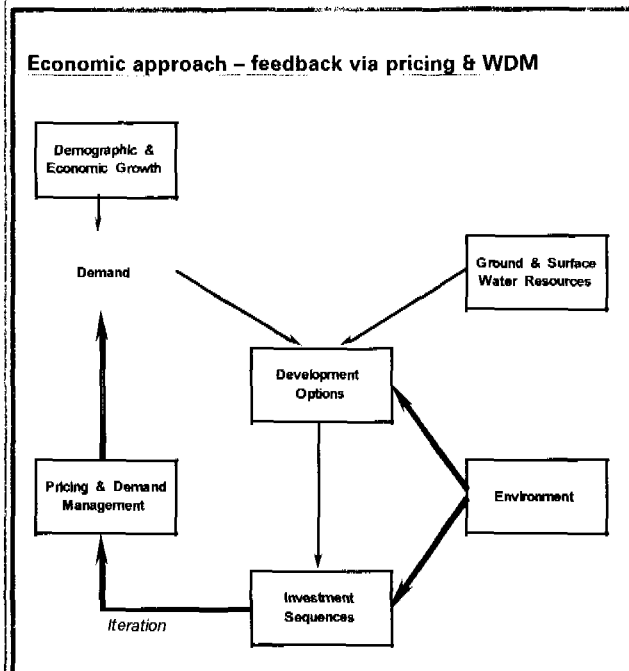 Economic approach – feedback via pricing & WDM
Demographic &
Economic Growth
Demand
Ground & Surface
Water Resources
Development
Options
Pricing & Demand
Management
Environment
Investment
Sequences
Iteration